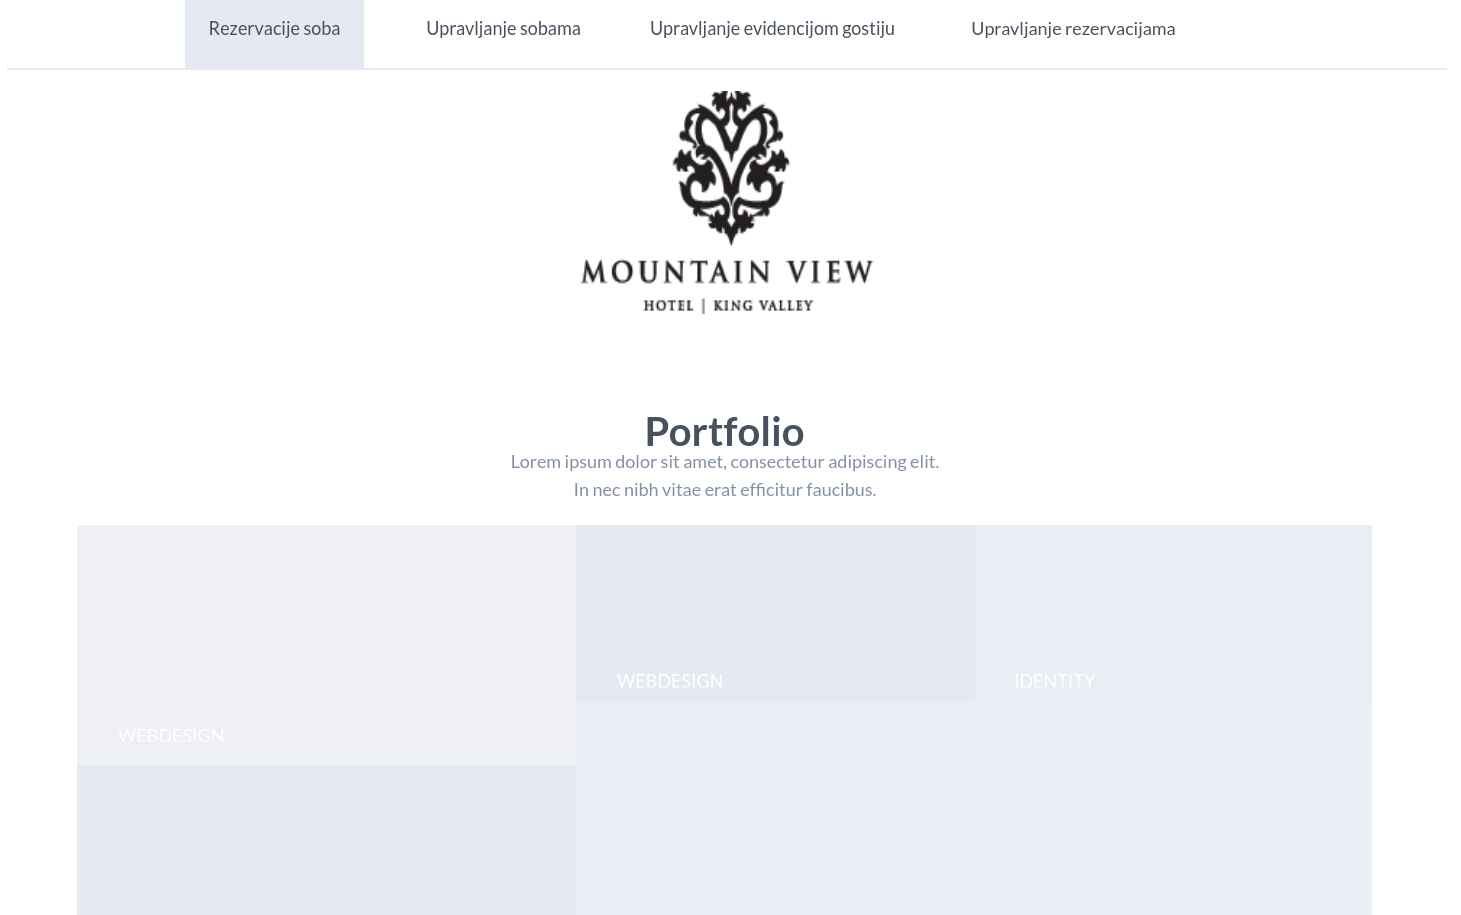 Rezervacije soba
Upravljanje sobama
Upravljanje evidencijom gostiju
Upravljanje rezervacijama
MOUNTAIN VIEW
HOTEL | KING VALLEY
Portfolio
Lorem ipsum dolor sit amet, consectetur adipiscing elit.
In nec nibh vitae erat efficitur faucibus.
WEBDESIGN
IDENTITY
WEBDESIGN